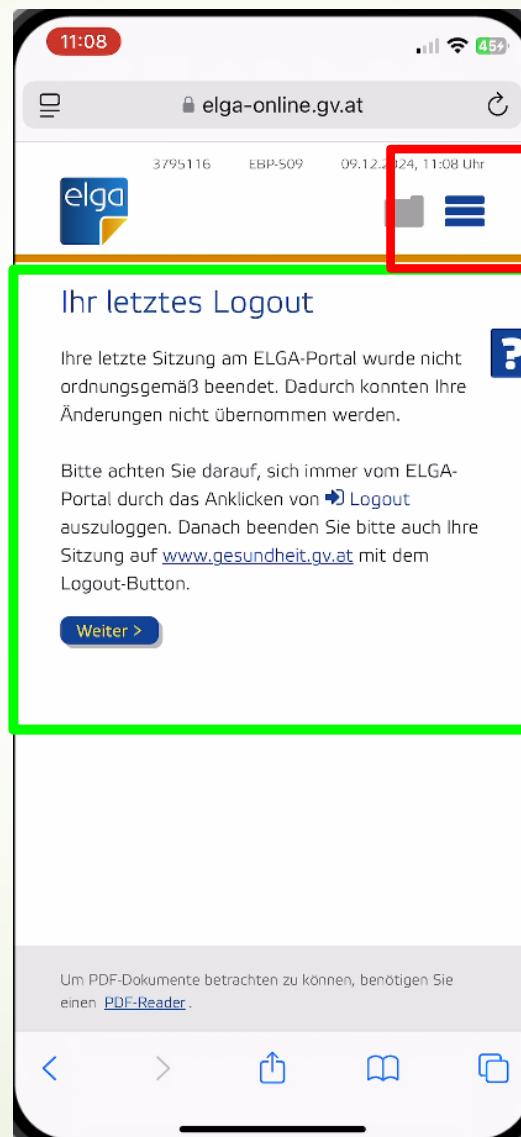 11:08
45
elga-online.gv.at
3795116 EBP-S09 09.12.2024, 11:08 Uhr
elga
Ihr letztes Logout
?
Ihre letzte Sitzung am ELGA-Portal wurde nicht
ordnungsgemäß beendet. Dadurch konnten Ihre
Änderungen nicht übernommen werden.
Bitte achten Sie darauf, sich immer vom ELGA-
Portal durch das Anklicken von Logout
auszuloggen. Danach beenden Sie bitte auch Ihre
Sitzung auf www.gesundheit.gv.at mit dem
Logout-Button.
Weiter >
Um PDF-Dokumente betrachten zu können, benötigen Sie
einen PDF-Reader.